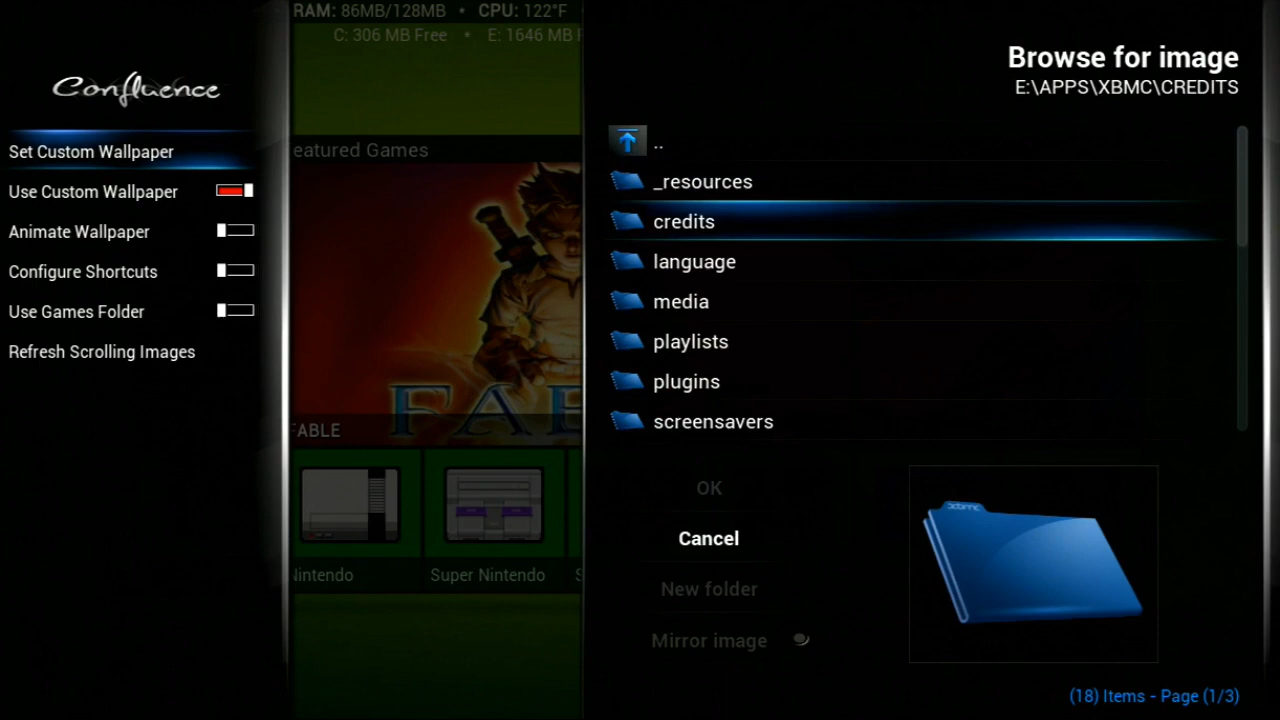 RAM: 86MB/128MB • CPU: 122°F
C: 306 MB Free • E: 1646 MB F
Confluence
Set Custom Wallpaper
Use Custom Wallpaper
Animate Wallpaper
Configure Shortcuts
Use Games Folder
Refresh Scrolling Images
eatured Games
FAB
FABLE
Nintendo
Super Nintendo
S
Browse for image
E:\APPS\XBMC\CREDITS
..
_resources
credits
language
media
playlists
plugins
screensavers
OK
Cancel
New folder
Mirror image
xbmc
(18) Items - Page (1/3)